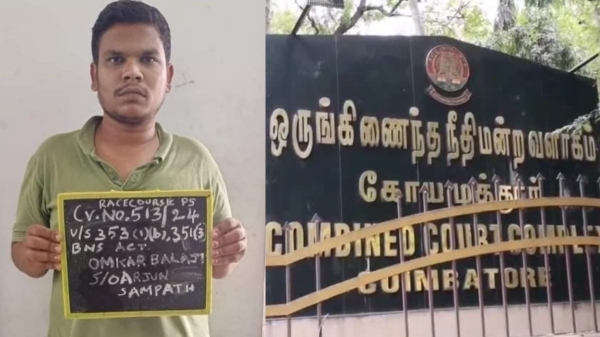 RACECOURSE PS
Cr.NO.513/24
U/S 353(1)(b), 351(3)
BNS ACT.
OMKAR BALAJI
S/O ARJUN
SAMPATH
ஒருங்கிணைந்த நீதிமன்ற வளாகம்
கோயமுத்தூர்
COMBINED COURT COMPLEX
COIMBATORE